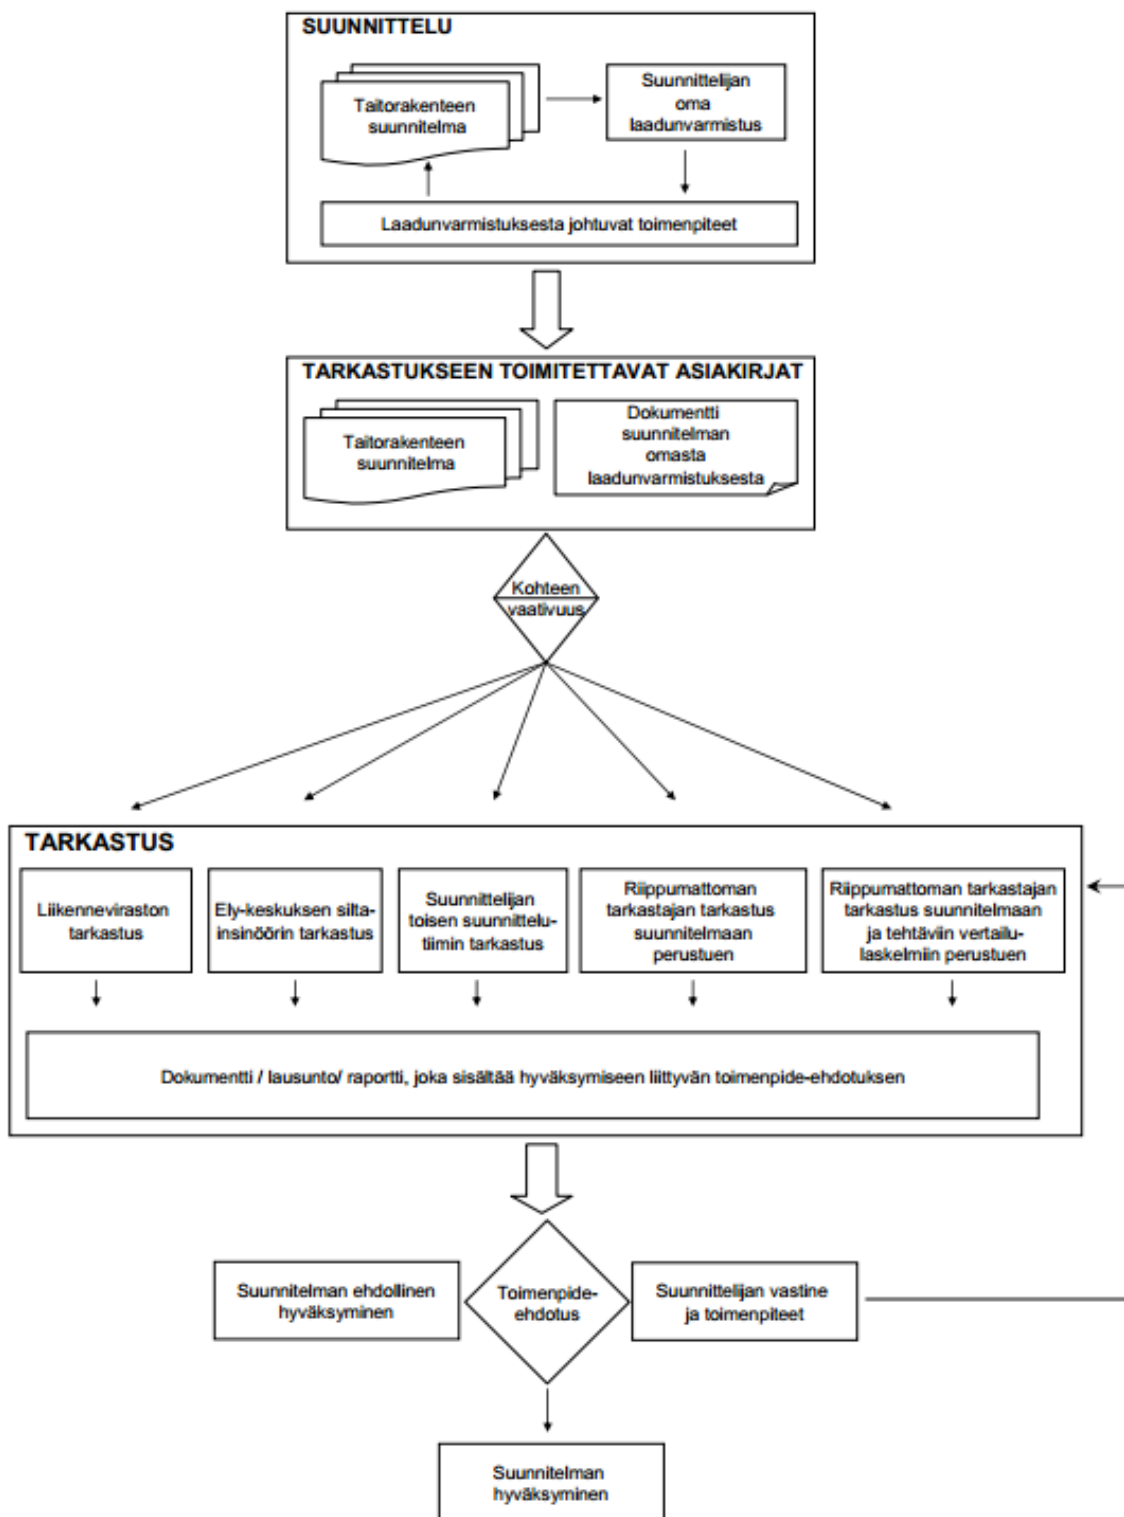 SUUNNITTELU
Taitorakenteen
suunnitelma
Suunnittelijan
oma
laadunvarmistus
Laadunvarmistuksesta johtuvat toimenpiteet
TARKASTUKSEEN TOIMITETTAVAT ASIAKIRJAT
Taitorakenteen
suunnitelma
Dokumentti
suunnitelman
omasta
laadunvarmistuksesta
Kohteen
vaativuus
TARKASTUS
Liikenneviraston
tarkastus
Ely-keskuksen silta-
insinöörin tarkastus
Suunnittelijan
toisen suunnittelu-
tiimin tarkastus
Riippumattoman
tarkastajan tarkastus
suunnitelmaan
perustuen
Riippumattoman tarkastajan
tarkastus suunnitelmaan
ja tehtäviin vertailu-
laskelmiin perustuen
Dokumentti / lausunto/ raportti, joka sisältää hyväksymiseen liittyvän toimenpide-ehdotuksen
Suunnitelman ehdollinen
hyväksyminen
Toimenpide-
ehdotus
Suunnittelijan vastine
ja toimenpiteet
Suunnitelman
hyväksyminen